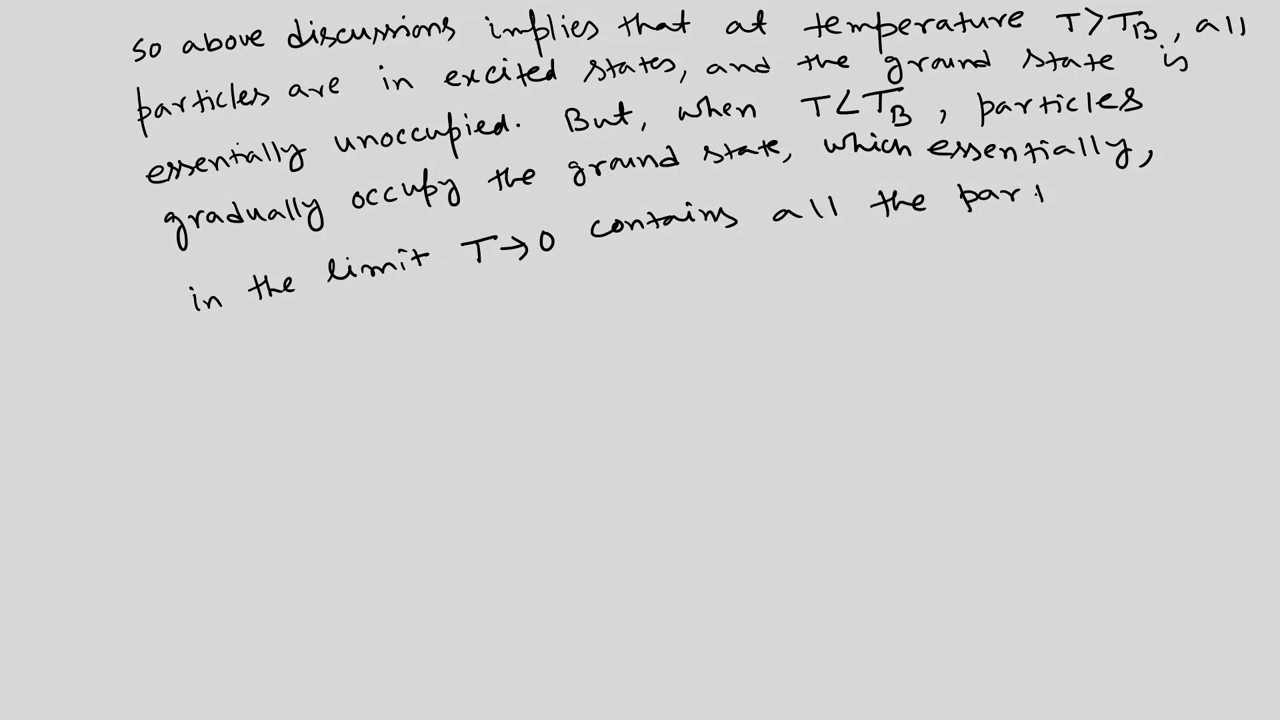 so above discussions implies that at temperature T>T_B, all
particles are in excited states, and the ground state is
essentially unoccupied. But, when T<T_B, particles
gradually occupy the ground state, which essentially,
in the limit T→0 contains all the par